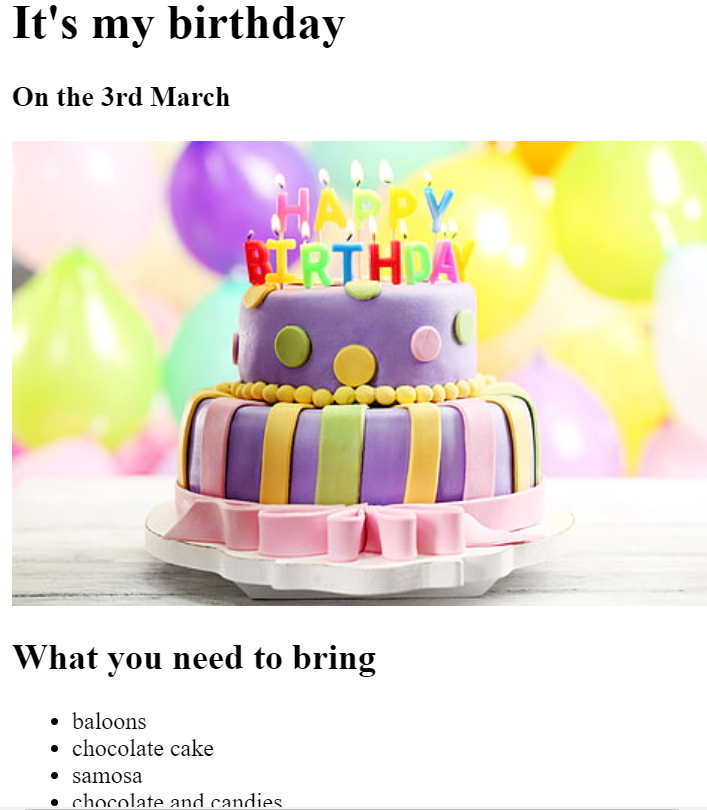 It's my birthday
On the 3rd March
HAPPY
BIRTHDAY
What you need to bring
baloons
chocolate cake
samosa
chocolate and candies